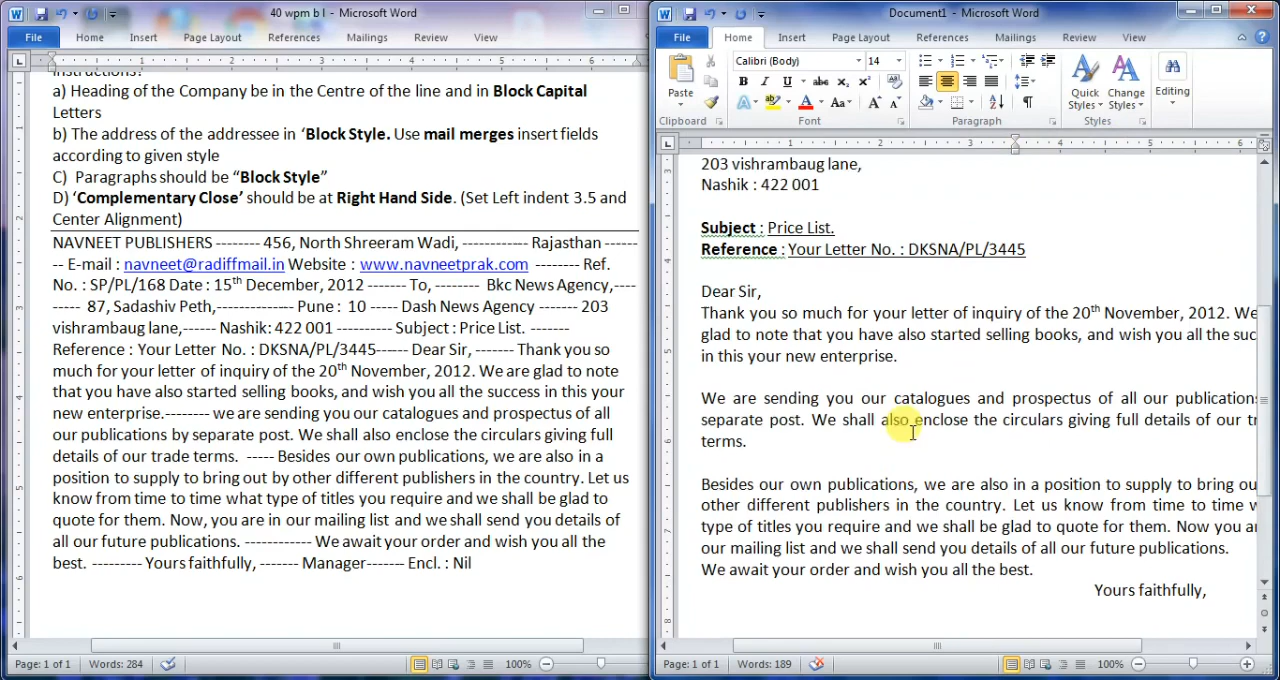 40 wpm b l - Microsoft Word
File Home Insert Page Layout References Mailings Review View
1 2 3 4 5 6
a) Heading of the Company be in the Centre of the line and in Block Capital
Letters
b) The address of the addressee in ‘Block Style. Use mail merges insert fields
according to given style
C) Paragraphs should be “Block Style”
D) ‘Complementary Close’ should be at Right Hand Side. (Set Left indent 3.5 and
Center Alignment)
NAVNEET PUBLISHERS -------- 456, North Shreeram Wadi, ------------ Rajasthan ------
-- E-mail : navneet@radiffmail.in Website : www.navneetprak.com -------- Ref.
No. : SP/PL/168 Date : 15th December, 2012 ------- To, -------- Bkc News Agency,----
------ 87, Sadashiv Peth,-------------- Pune : 10 ----- Dash News Agency ------- 203
vishrambaug lane,------ Nashik: 422 001 ---------- Subject : Price List. -------
Reference : Your Letter No. : DKSNA/PL/3445------ Dear Sir, ------- Thank you so
much for your letter of inquiry of the 20th November, 2012. We are glad to note
that you have also started selling books, and wish you all the success in this your
new enterprise.-------- we are sending you our catalogues and prospectus of all
our publications by separate post. We shall also enclose the circulars giving full
details of our trade terms. ----- Besides our own publications, we are also in a
position to supply to bring out by other different publishers in the country. Let us
know from time to time what type of titles you require and we shall be glad to
quote for them. Now, you are in our mailing list and we shall send you details of
all our future publications. ------------ We await your order and wish you all the
best. --------- Yours faithfully, ------- Manager------- Encl. : Nil
Page: 1 of 1 Words: 284 100%
Document1 - Microsoft Word
File Home Insert Page Layout References Mailings Review View
Paste
Clipboard
Calibri (Body) 14
Font
Paragraph
Quick Styles
Change Styles
Styles
Editing
1 2 3 4 5 6
203 vishrambaug lane,
Nashik : 422 001
Subject : Price List.
Reference : Your Letter No. : DKSNA/PL/3445
Dear Sir,
Thank you so much for your letter of inquiry of the 20th November, 2012. We
glad to note that you have also started selling books, and wish you all the suc
in this your new enterprise.
We are sending you our catalogues and prospectus of all our publication
separate post. We shall also enclose the circulars giving full details of our tr
terms.
Besides our own publications, we are also in a position to supply to bring ou
other different publishers in the country. Let us know from time to time w
type of titles you require and we shall be glad to quote for them. Now you a
our mailing list and we shall send you details of all our future publications.
We await your order and wish you all the best.
Yours faithfully,
Page: 1 of 1 Words: 189 100%